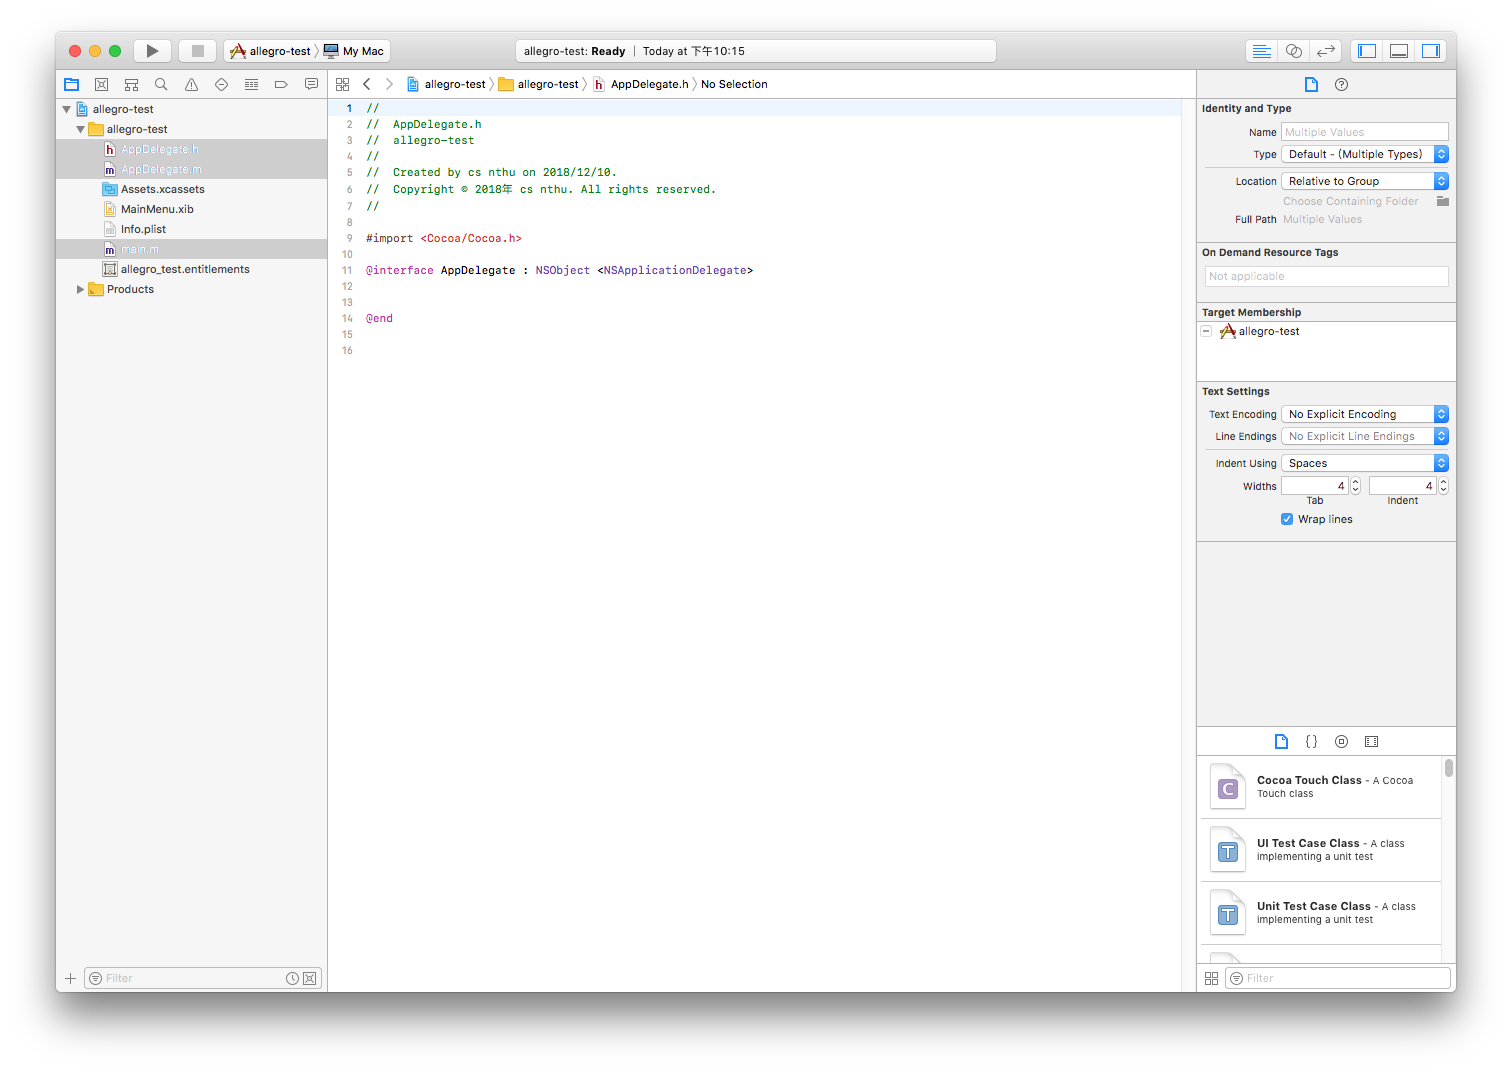 allegro-test
My Mac
allegro-test: Ready | Today at 下午10:15
allegro-test
allegro-test
AppDelegate.h
No Selection
allegro-test
allegro-test
AppDelegate.h
AppDelegate.m
Assets.xcassets
MainMenu.xib
Info.plist
main.m
allegro_test.entitlements
Products
Filter
1 //
2 //  AppDelegate.h
3 //  allegro-test
4 //
5 //  Created by cs nthu on 2018/12/10.
6 //  Copyright © 2018年 cs nthu. All rights reserved.
7 //
8
9 #import <Cocoa/Cocoa.h>
10
11 @interface AppDelegate : NSObject <NSApplicationDelegate>
12
13
14 @end
15
16
Identity and Type
Name Multiple Values
Type Default - (Multiple Types)
Location Relative to Group
Choose Containing Folder
Full Path Multiple Values
On Demand Resource Tags
Not applicable
Target Membership
allegro-test
Text Settings
Text Encoding No Explicit Encoding
Line Endings No Explicit Line Endings
Indent Using Spaces
Widths 4 4
Tab Indent
Wrap lines
{}
C
Cocoa Touch Class - A Cocoa
Touch class
T
UI Test Case Class - A class
implementing a unit test
T
Unit Test Case Class - A class
implementing a unit test
Filter